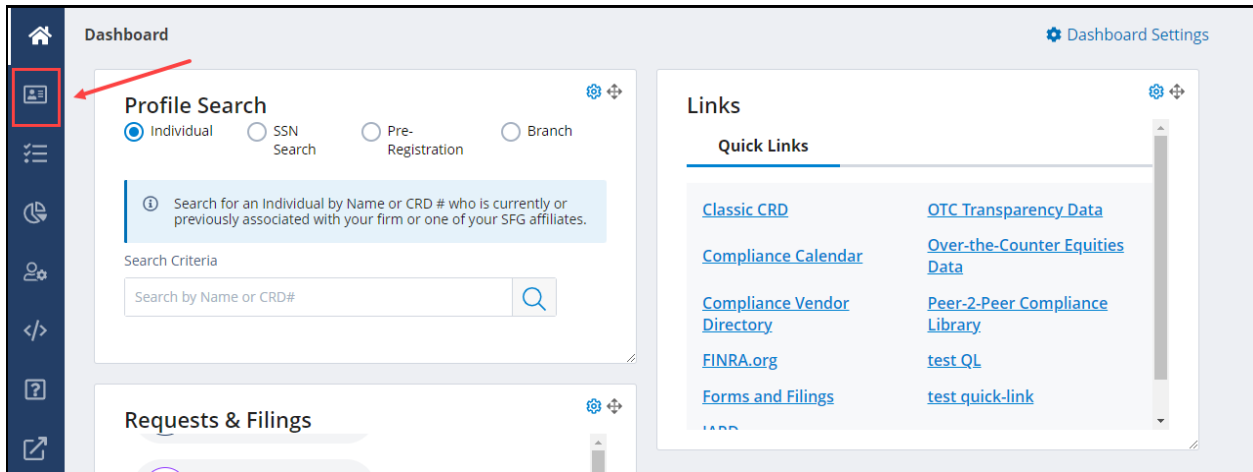 Dashboard
Dashboard Settings
Profile Search
Individual
SSN
Search
Pre-
Registration
Branch
Search for an Individual by Name or CRD # who is currently or
previously associated with your firm or one of your SFG affiliates.
Search Criteria
Search by Name or CRD#
Requests & Filings
Links
Quick Links
Classic CRD
Compliance Calendar
Compliance Vendor
Directory
FINRA.org
Forms and Filings
OTC Transparency Data
Over-the-Counter Equities
Data
Peer-2-Peer Compliance
Library
test QL
test quick-link